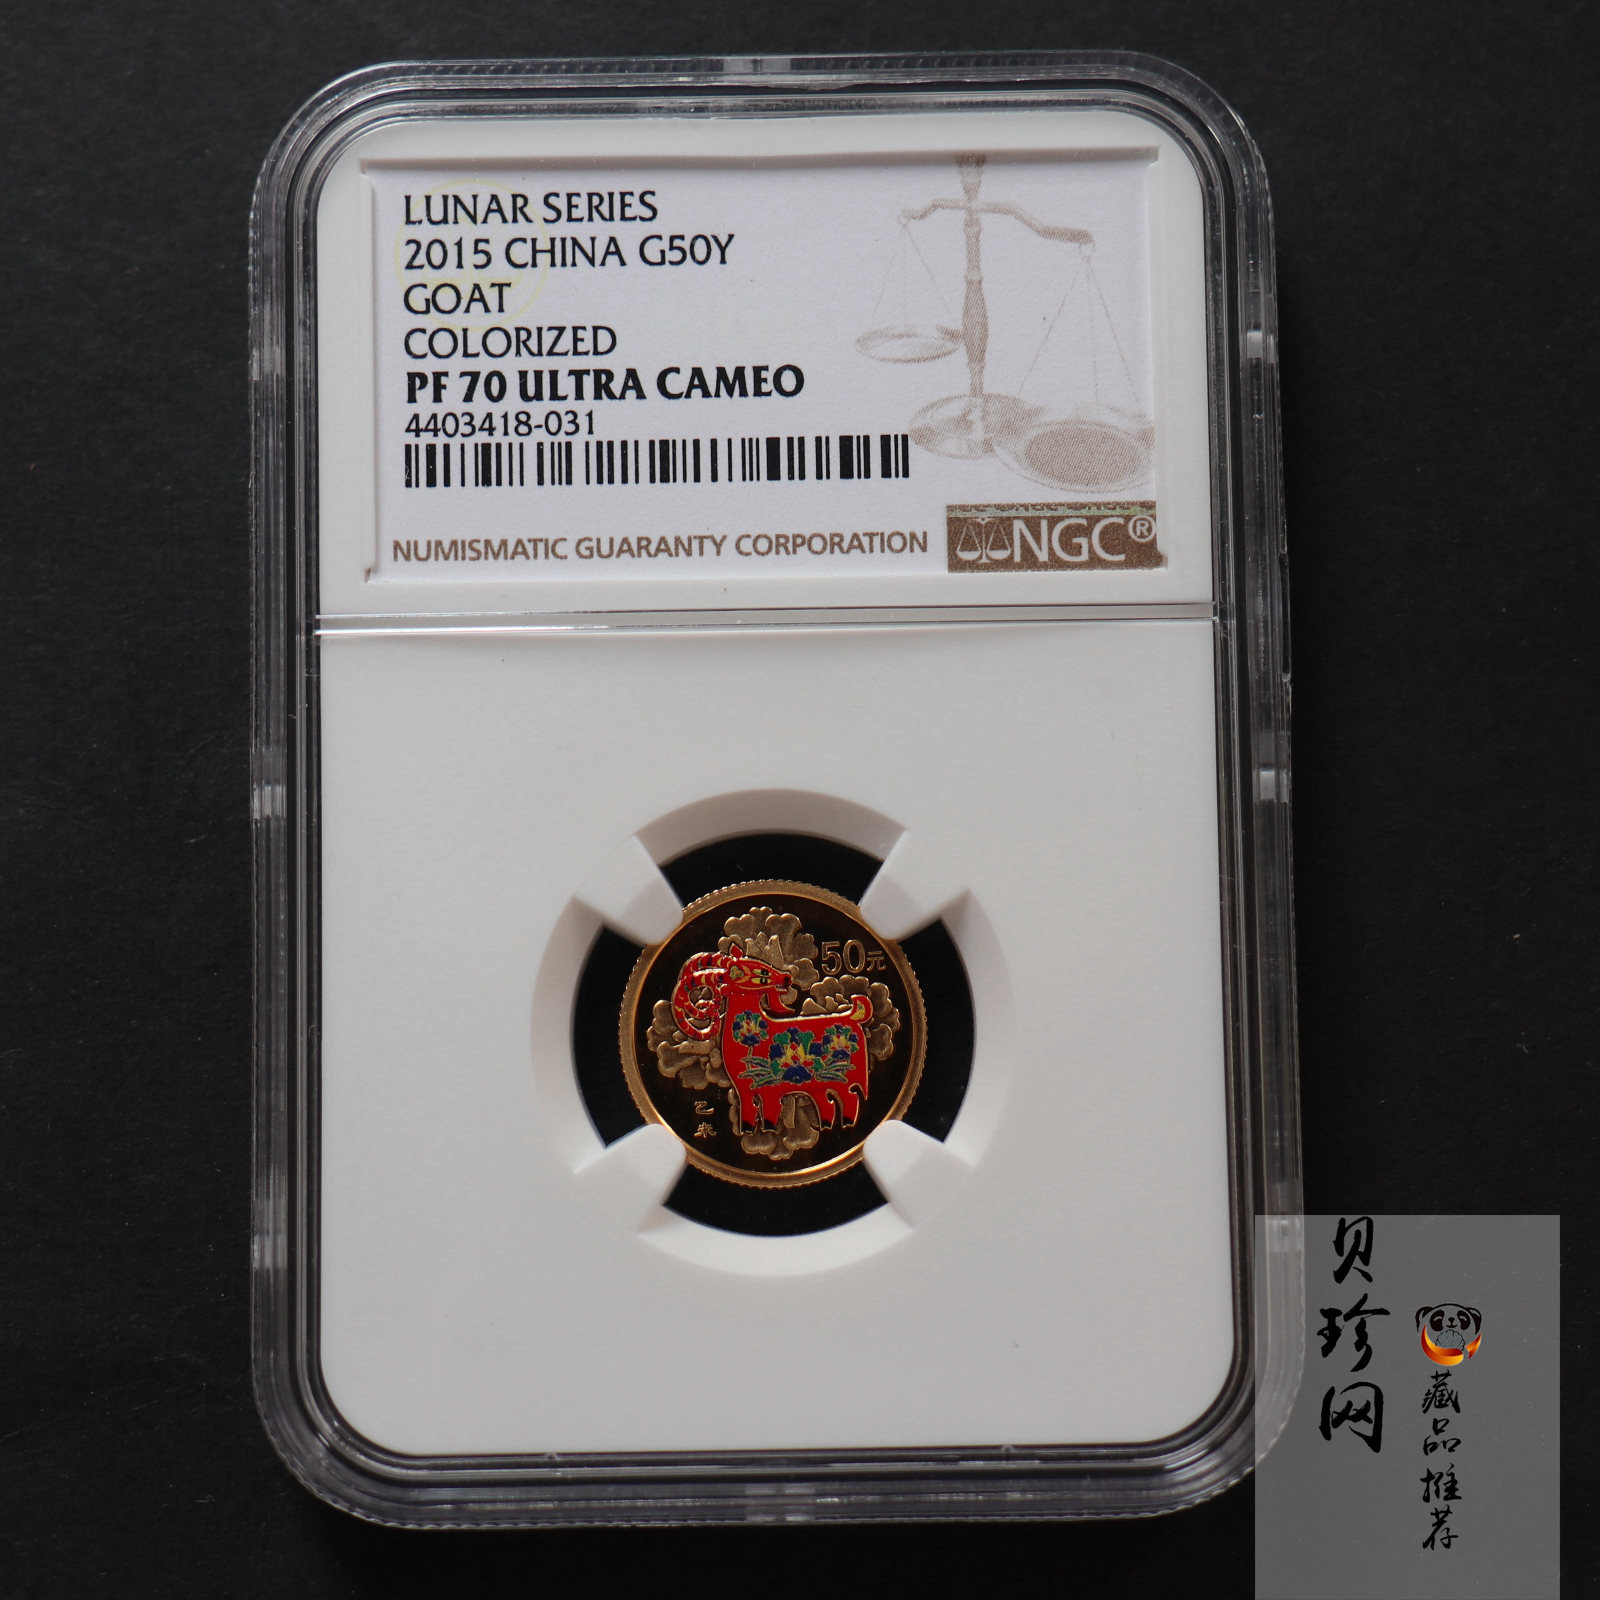 LUNAR SERIES
2015 CHINA G50Y
GOAT
COLORIZED
PF 70 ULTRA CAMEO
4403418-031
NUMISMATIC GUARANTY CORPORATION
NGC®
50元
乙未
贝珍网
藏品推荐